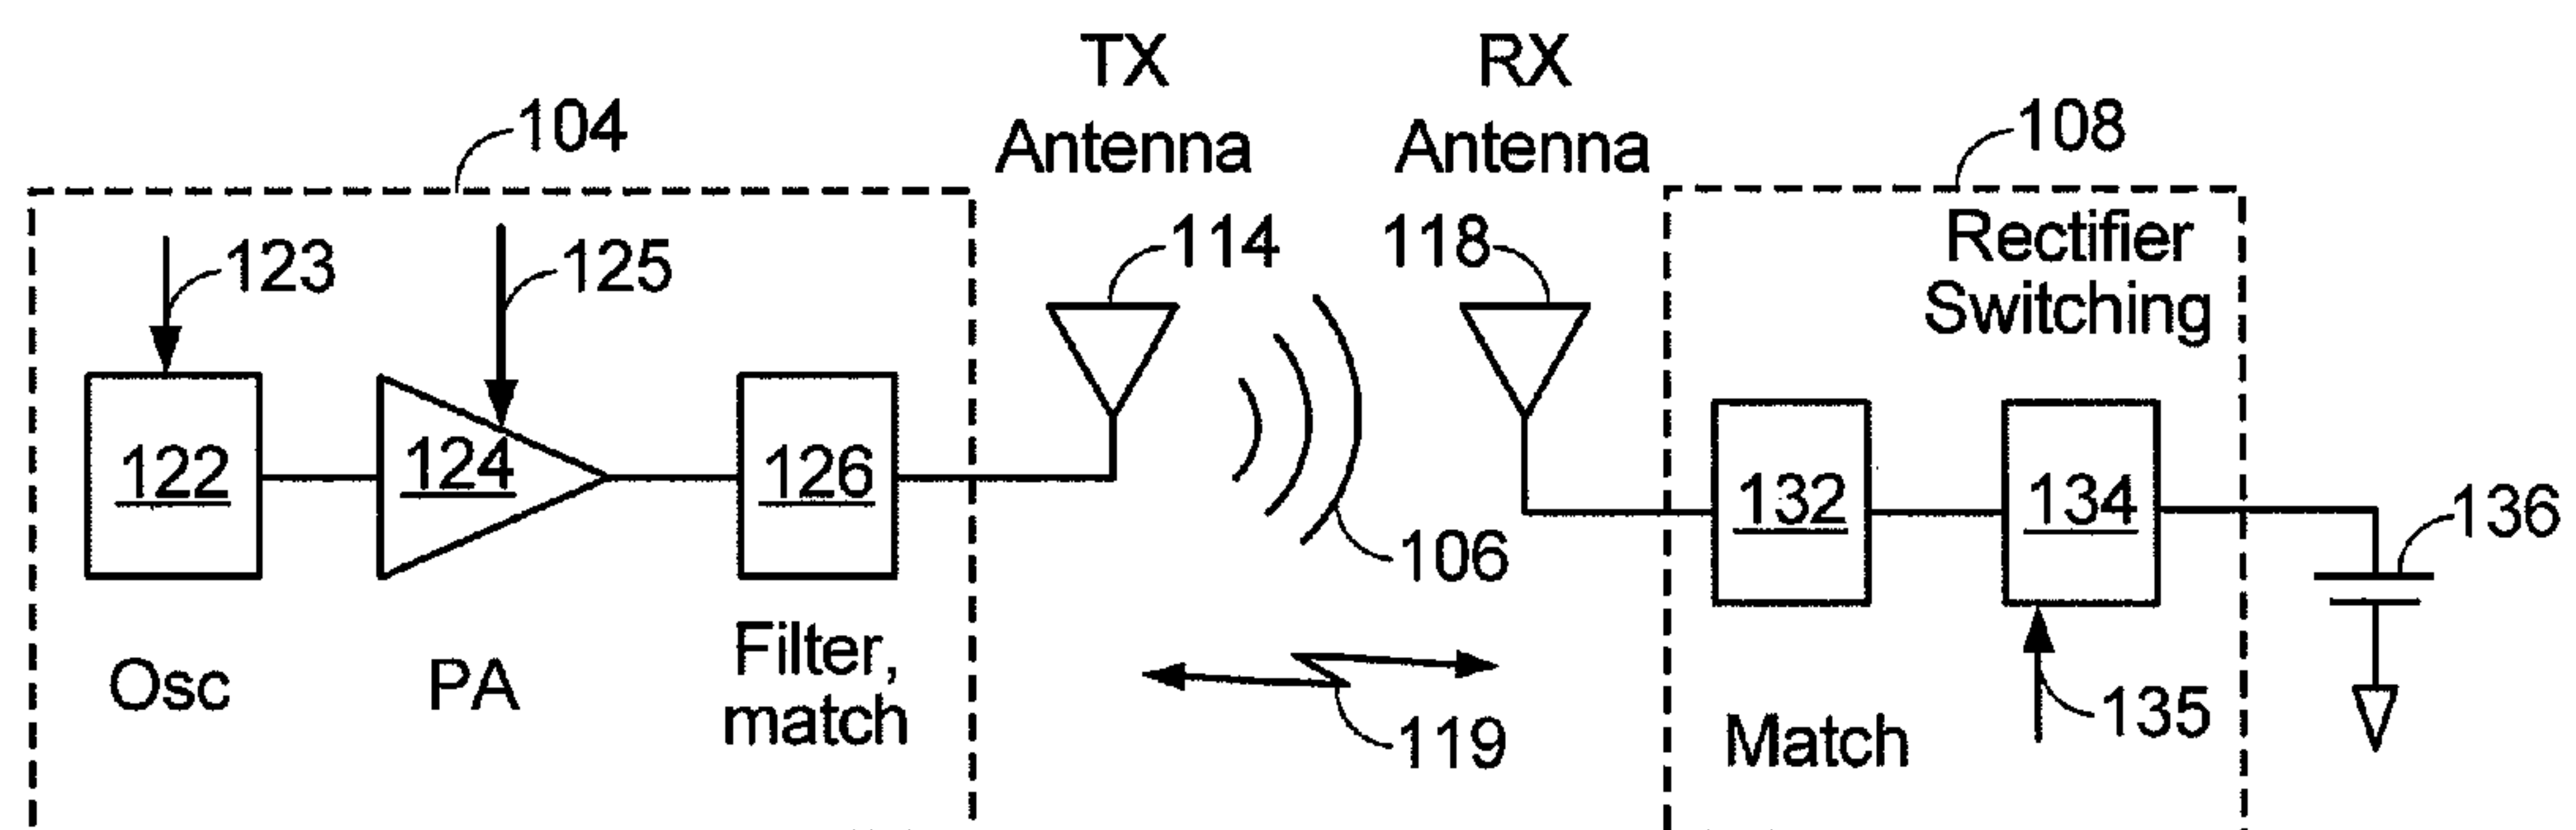 TX
Antenna
RX
Antenna
104
108
Rectifier
Switching
123
125
114
118
122
124
126
132
134
136
106
Osc
PA
Filter,
match
119
Match
135